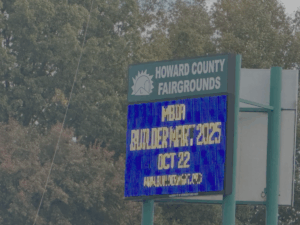 HOWARD COUNTY
FAIRGROUNDS
MBIA
BUILDER MART 2025
OCT 22